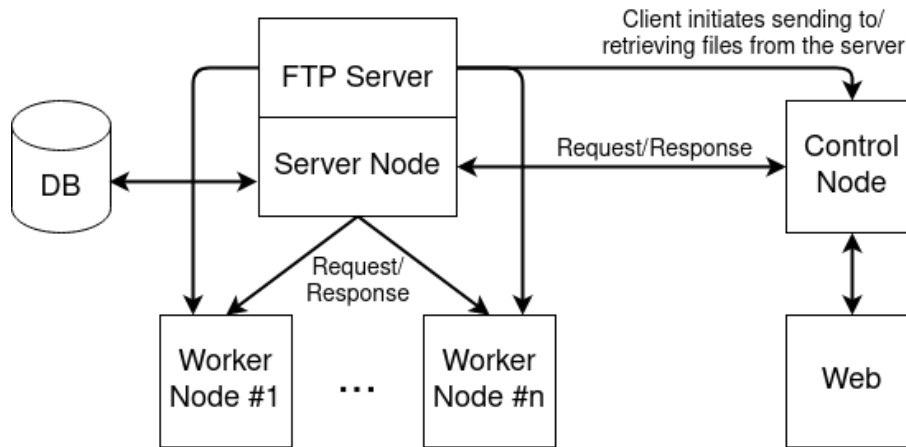 Client initiates sending to/
retrieving files from the server
FTP Server
Server Node
DB
Request/Response
Control
Node
Request/
Response
Worker
Node #1
...
Worker
Node #n
Web